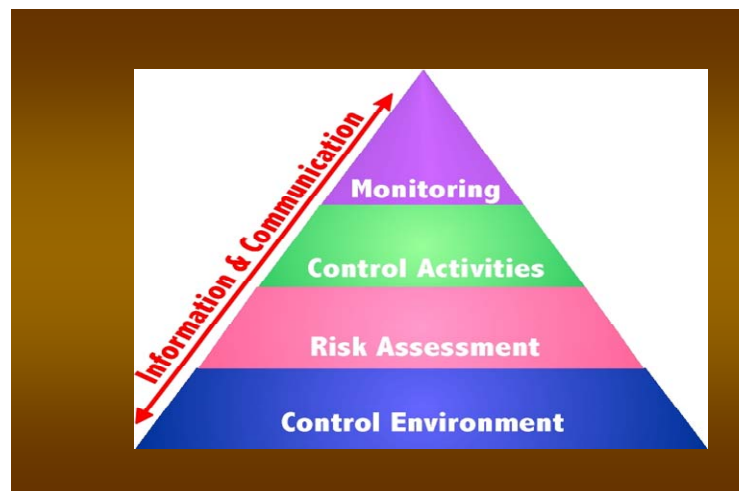 Information & Communication
Monitoring
Control Activities
Risk Assessment
Control Environment